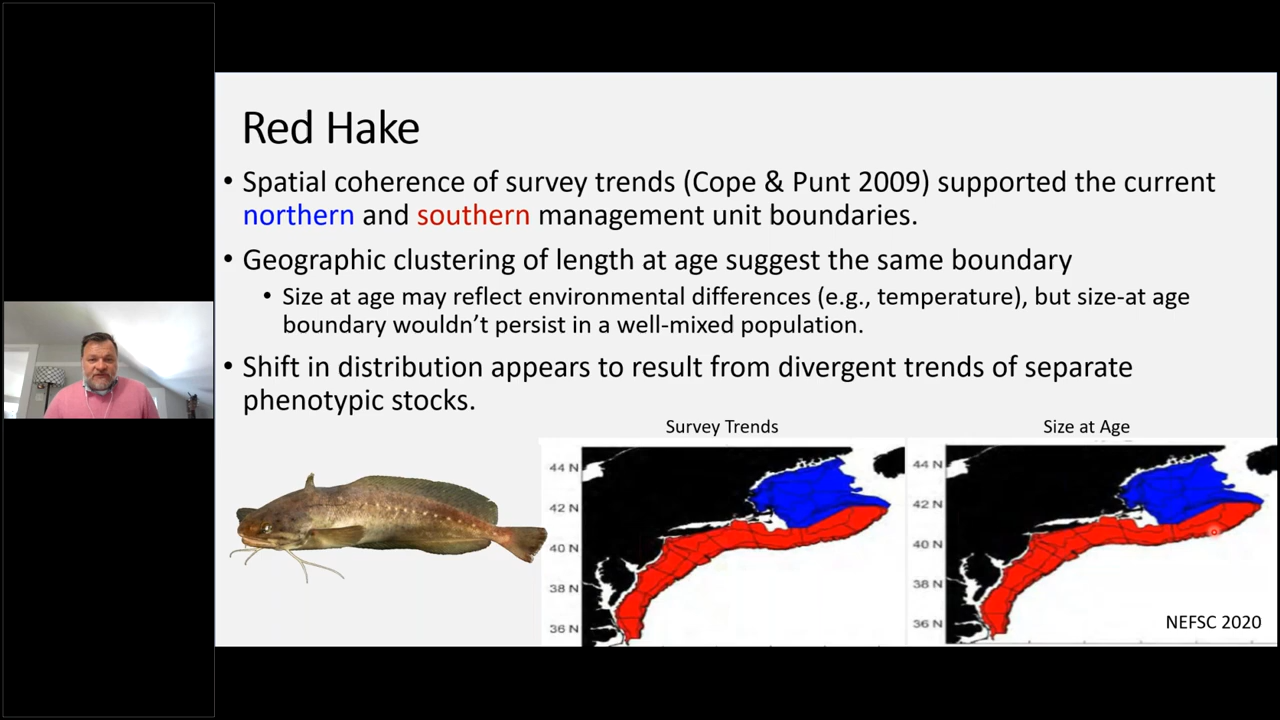 Red Hake
• Spatial coherence of survey trends (Cope & Punt 2009) supported the current
northern and southern management unit boundaries.
• Geographic clustering of length at age suggest the same boundary
• Size at age may reflect environmental differences (e.g., temperature), but size-at age
boundary wouldn't persist in a well-mixed population.
• Shift in distribution appears to result from divergent trends of separate
phenotypic stocks.
Survey Trends
44 N
42 N
40 N
38 N
36 N
Size at Age
44 N
42 N
40 N
38 N
36 N
NEFSC 2020